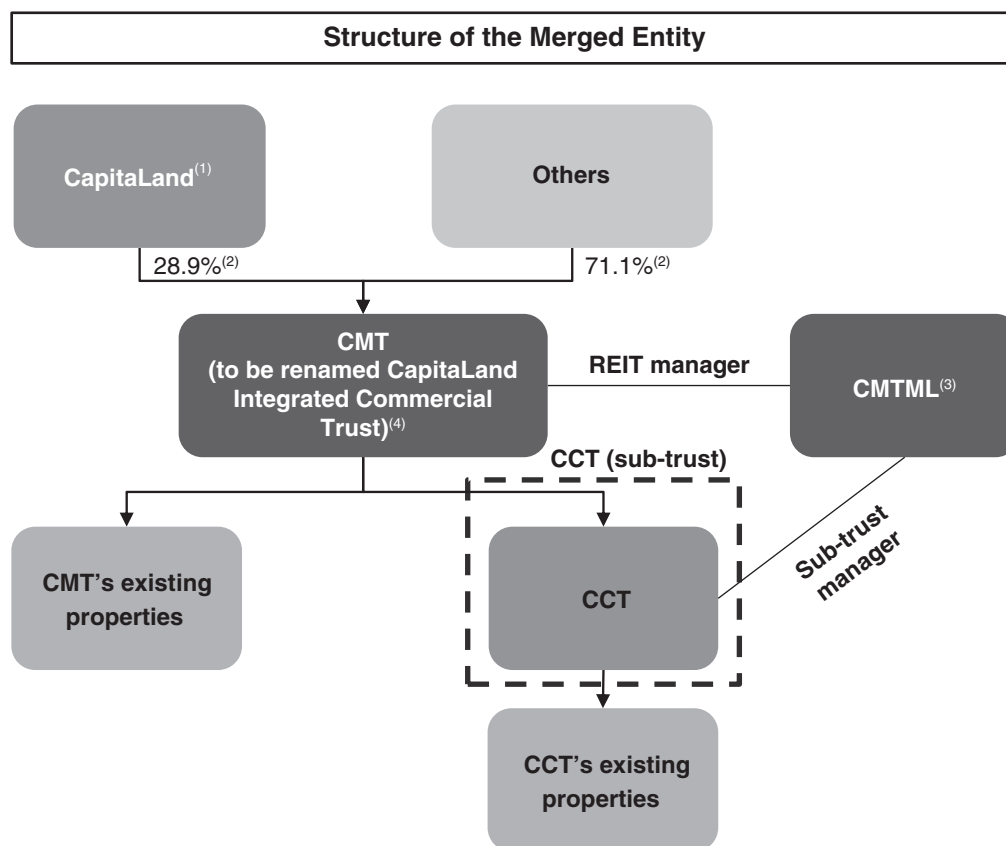 Structure of the Merged Entity
CapitaLand(1)
Others
28.9%(2)
71.1%(2)
CMT
(to be renamed CapitaLand
Integrated Commercial
Trust)(4)
REIT manager
CMTML(3)
CCT (sub-trust)
CMT’s existing
properties
CCT
Sub-trust
manager
CCT’s existing
properties